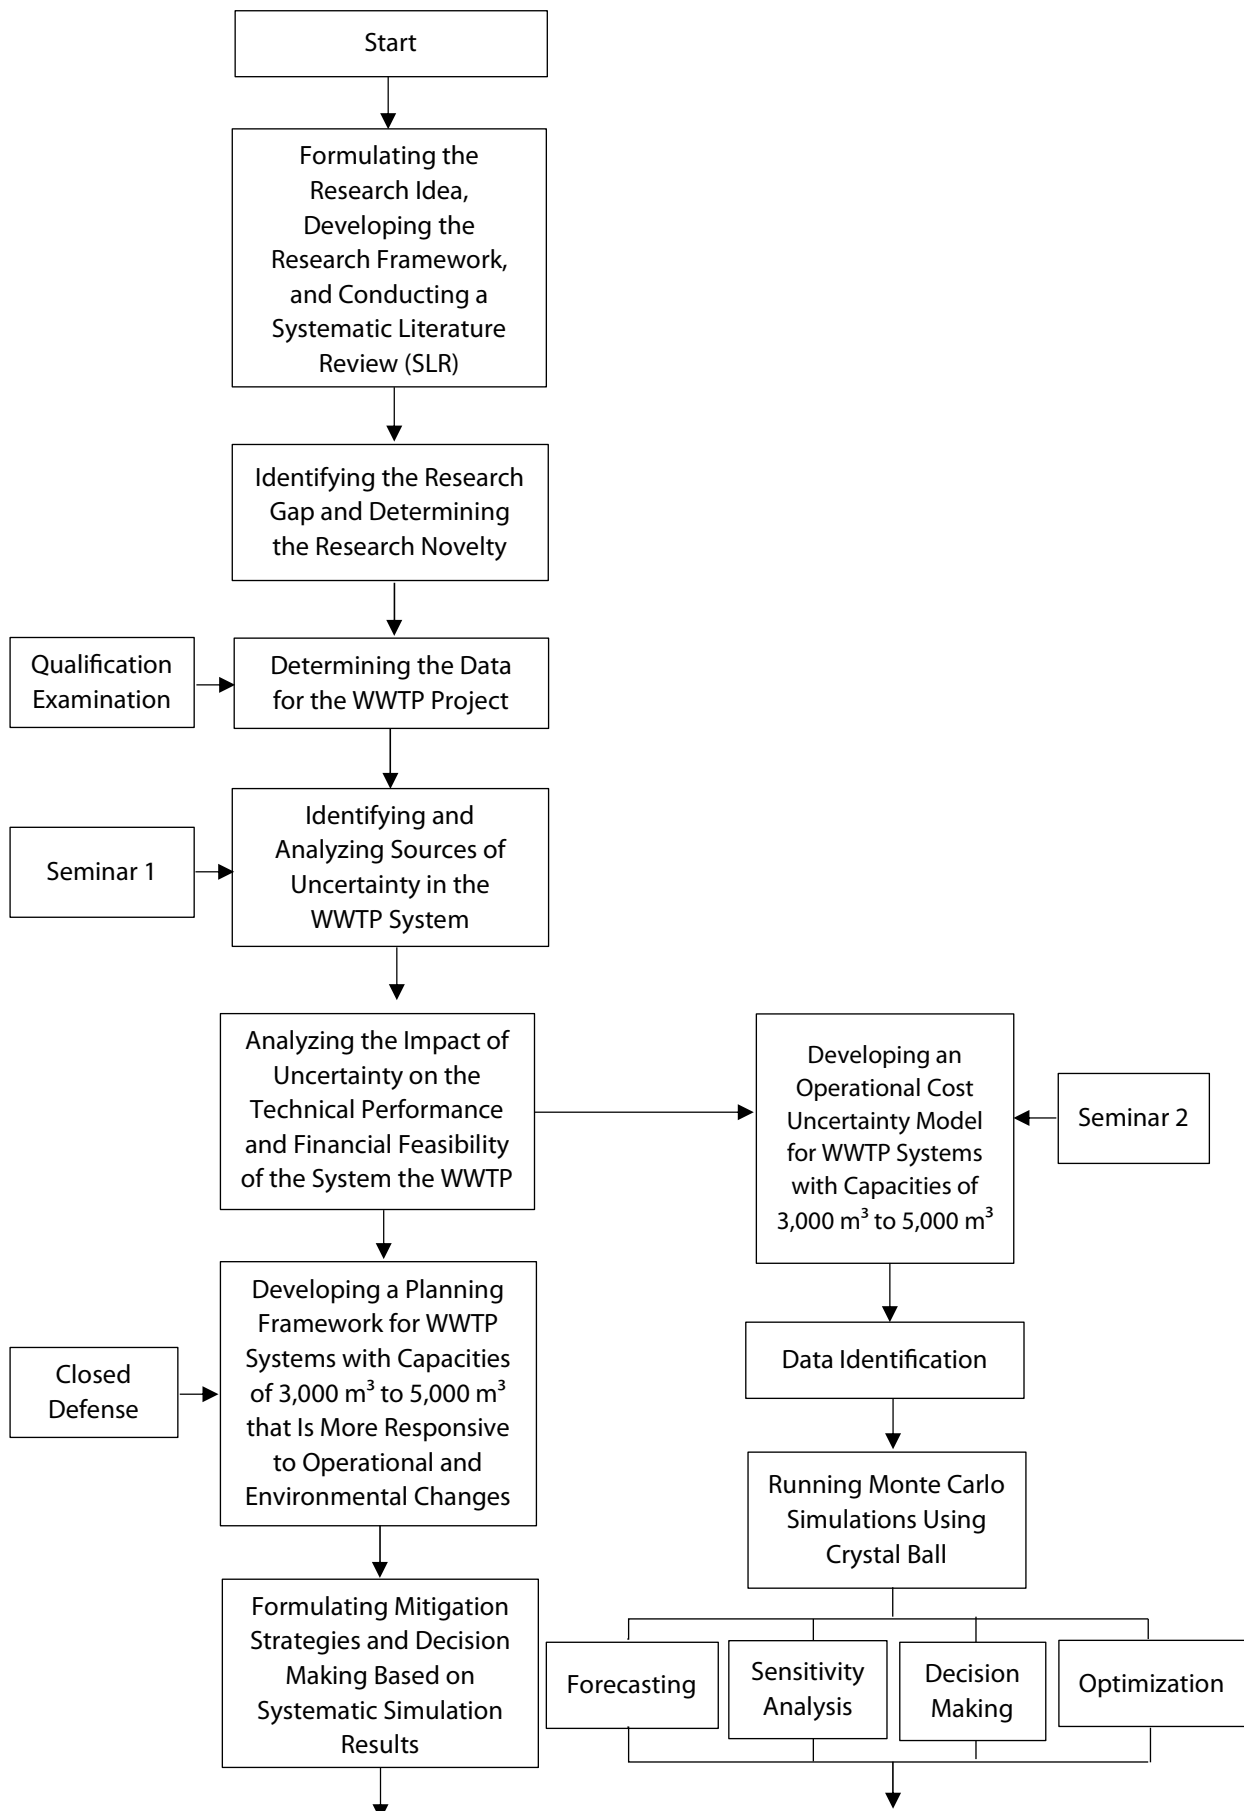 Start
Formulating the
Research Idea,
Developing the
Research Framework,
and Conducting a
Systematic Literature
Review (SLR)
Identifying the Research
Gap and Determining
the Research Novelty
Qualification
Examination
Determining the Data
for the WWTP Project
Seminar 1
Identifying and
Analyzing Sources of
Uncertainty in the
WWTP System
Analyzing the Impact of
Uncertainty on the
Technical Performance
and Financial Feasibility
of the System the WWTP
Developing an
Operational Cost
Uncertainty Model
for WWTP Systems
with Capacities of
3,000 m³ to 5,000 m³
Seminar 2
Closed
Defense
Developing a Planning
Framework for WWTP
Systems with Capacities
of 3,000 m³ to 5,000 m³
that Is More Responsive
to Operational and
Environmental Changes
Data Identification
Running Monte Carlo
Simulations Using
Crystal Ball
Formulating Mitigation
Strategies and Decision
Making Based on
Systematic Simulation
Results
Forecasting
Sensitivity
Analysis
Decision
Making
Optimization